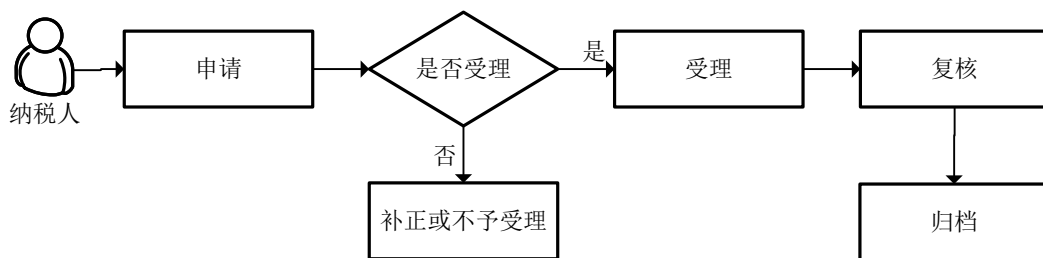 纳税人
申请
是否受理
是
受理
复核
否
补正或不予受理
归档